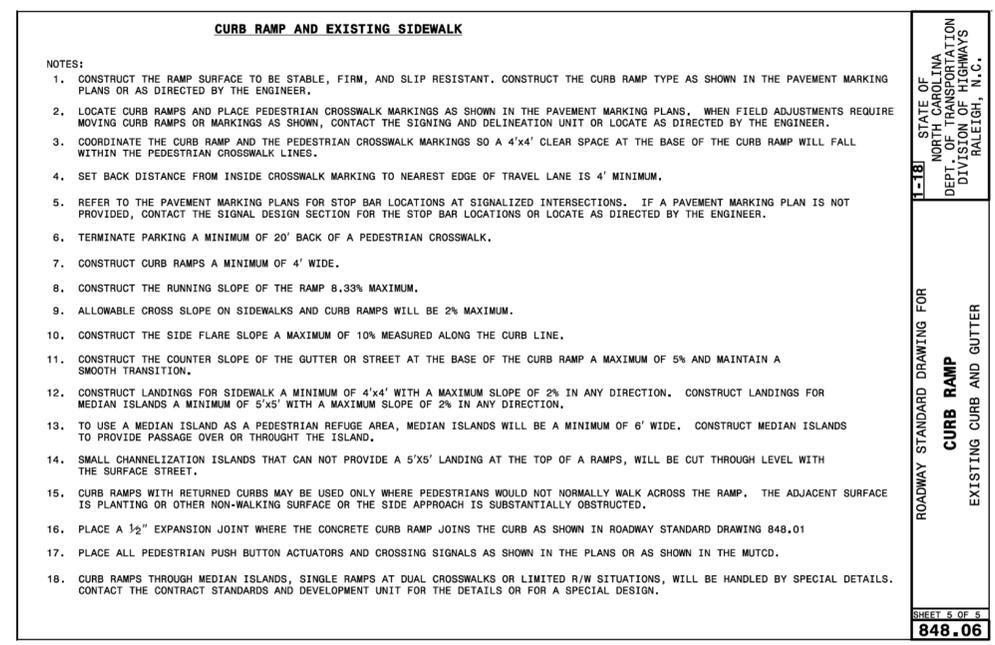 CURB RAMP AND EXISTING SIDEWALK
NOTES:
1. CONSTRUCT THE RAMP SURFACE TO BE STABLE, FIRM, AND SLIP RESISTANT. CONSTRUCT THE CURB RAMP TYPE AS SHOWN IN THE PAVEMENT MARKING
PLANS OR AS DIRECTED BY THE ENGINEER.
2. LOCATE CURB RAMPS AND PLACE PEDESTRIAN CROSSWALK MARKINGS AS SHOWN IN THE PAVEMENT MARKING PLANS. WHEN FIELD ADJUSTMENTS REQUIRE
MOVING CURB RAMPS OR MARKINGS AS SHOWN, CONTACT THE SIGNING AND DELINEATION UNIT OR LOCATE AS DIRECTED BY THE ENGINEER.
3. COORDINATE THE CURB RAMP AND THE PEDESTRIAN CROSSWALK MARKINGS SO A 4'x4' CLEAR SPACE AT THE BASE OF THE CURB RAMP WILL FALL
WITHIN THE PEDESTRIAN CROSSWALK LINES.
4. SET BACK DISTANCE FROM INSIDE CROSSWALK MARKING TO NEAREST EDGE OF TRAVEL LANE IS 4' MINIMUM.
5. REFER TO THE PAVEMENT MARKING PLANS FOR STOP BAR LOCATIONS AT SIGNALIZED INTERSECTIONS. IF A PAVEMENT MARKING PLAN IS NOT
PROVIDED, CONTACT THE SIGNAL DESIGN SECTION FOR THE STOP BAR LOCATIONS OR LOCATE AS DIRECTED BY THE ENGINEER.
6. TERMINATE PARKING A MINIMUM OF 20' BACK OF A PEDESTRIAN CROSSWALK.
7. CONSTRUCT CURB RAMPS A MINIMUM OF 4' WIDE.
8. CONSTRUCT THE RUNNING SLOPE OF THE RAMP 8.33% MAXIMUM.
9. ALLOWABLE CROSS SLOPE ON SIDEWALKS AND CURB RAMPS WILL BE 2% MAXIMUM.
10. CONSTRUCT THE SIDE FLARE SLOPE A MAXIMUM OF 10% MEASURED ALONG THE CURB LINE.
11. CONSTRUCT THE COUNTER SLOPE OF THE GUTTER OR STREET AT THE BASE OF THE CURB RAMP A MAXIMUM OF 5% AND MAINTAIN A
SMOOTH TRANSITION.
12. CONSTRUCT LANDINGS FOR SIDEWALK A MINIMUM OF 4'x4' WITH A MAXIMUM SLOPE OF 2% IN ANY DIRECTION. CONSTRUCT LANDINGS FOR
MEDIAN ISLANDS A MINIMUM OF 5'x5' WITH A MAXIMUM SLOPE OF 2% IN ANY DIRECTION.
13. TO USE A MEDIAN ISLAND AS A PEDESTRIAN REFUGE AREA, MEDIAN ISLANDS WILL BE A MINIMUM OF 6' WIDE. CONSTRUCT MEDIAN ISLANDS
TO PROVIDE PASSAGE OVER OR THROUGHT THE ISLAND.
14. SMALL CHANNELIZATION ISLANDS THAT CAN NOT PROVIDE A 5'X5' LANDING AT THE TOP OF A RAMPS, WILL BE CUT THROUGH LEVEL WITH
THE SURFACE STREET.
15. CURB RAMPS WITH RETURNED CURBS MAY BE USED ONLY WHERE PEDESTRIANS WOULD NOT NORMALLY WALK ACROSS THE RAMP. THE ADJACENT SURFACE
IS PLANTING OR OTHER NON-WALKING SURFACE OR THE SIDE APPROACH IS SUBSTANTIALLY OBSTRUCTED.
16. PLACE A ½" EXPANSION JOINT WHERE THE CONCRETE CURB RAMP JOINS THE CURB AS SHOWN IN ROADWAY STANDARD DRAWING 848.01
17. PLACE ALL PEDESTRIAN PUSH BUTTON ACTUATORS AND CROSSING SIGNALS AS SHOWN IN THE PLANS OR AS SHOWN IN THE MUTCD.
18. CURB RAMPS THROUGH MEDIAN ISLANDS, SINGLE RAMPS AT DUAL CROSSWALKS OR LIMITED R/W SITUATIONS, WILL BE HANDLED BY SPECIAL DETAILS.
CONTACT THE CONTRACT STANDARDS AND DEVELOPMENT UNIT FOR THE DETAILS OR FOR A SPECIAL DESIGN.
1-18
STATE OF
NORTH CAROLINA
DEPT. OF TRANSPORTATION
DIVISION OF HIGHWAYS
RALEIGH, N.C.
ROADWAY STANDARD DRAWING FOR
CURB RAMP
EXISTING CURB AND GUTTER
SHEET 5 OF 5
848.06